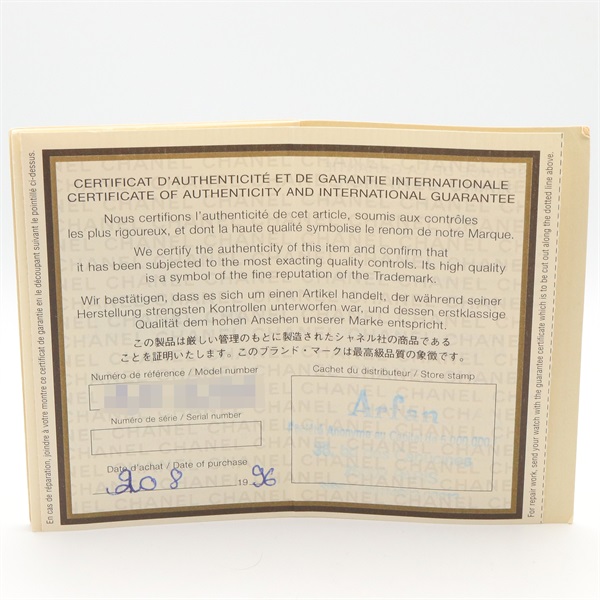 CERTIFICAT D'AUTHENTICITÉ ET DE GARANTIE INTERNATIONALE
CERTIFICATE OF AUTHENTICITY AND INTERNATIONAL GUARANTEE
Nous certifions l'authenticité de cet article, soumis aux contrôles
les plus rigoureux, et dont la haute qualité symbolise le renom de notre Marque.
We certify the authenticity of this item and confirm that
it has been subjected to the most exacting quality controls. Its high quality
is a symbol of the fine reputation of the Trademark.
Wir bestätigen, dass es sich um einen Artikel handelt, der während seiner
Herstellung strengsten Kontrollen unterworfen war, und dessen erstklassige
Qualität dem hohen Ansehen unserer Marke entspricht.
この製品は厳しい管理のもとに製造されたシャネル社の商品である
ことを証明いたします。このブランド・マークは最高級品質の象徴です。
Numéro de référence / Model number
Numéro de série / Serial number
Date d'achat / Date of purchase
208 1996
Cachet du distributeur / Store stamp
Arfan
En cas de réparation, joindre à votre montre ce certificat de garantie en le découpant suivant le pointillé ci-dessus.
For repair work, send your watch with the guarantee certificate which is to be cut out along the dotted line above.